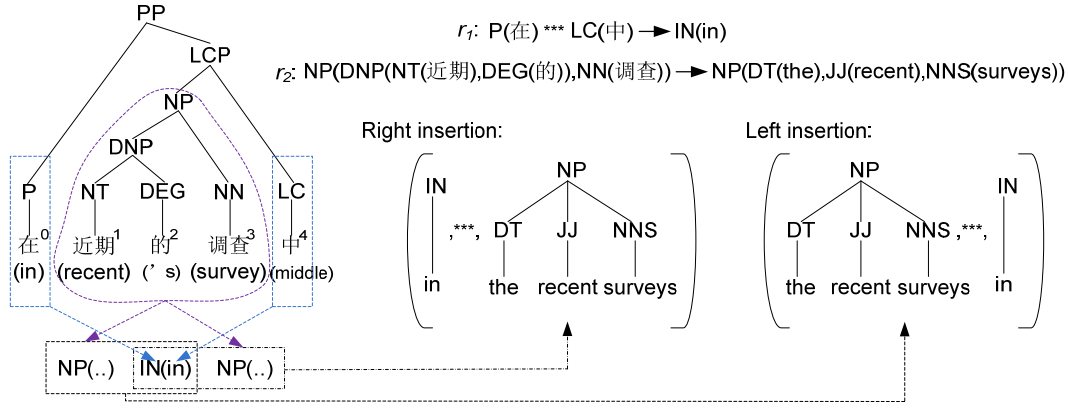 PP
r1: P(在) *** LC(中) → IN(in)
LCP
r2: NP(DNP(NT(近期),DEG(的)),NN(调查)) → NP(DT(the),JJ(recent),NNS(surveys))
NP
Right insertion: Left insertion:
DNP
NP NP
P NT DEG NN LC
IN IN
DT JJ NNS DT JJ NNS
,***, ,***,
在0 近期1 的2 调查3 中4
(in) (recent) (’s) (survey) (middle)
in the recent surveys the recent surveys in
NP(..) IN(in) NP(..)